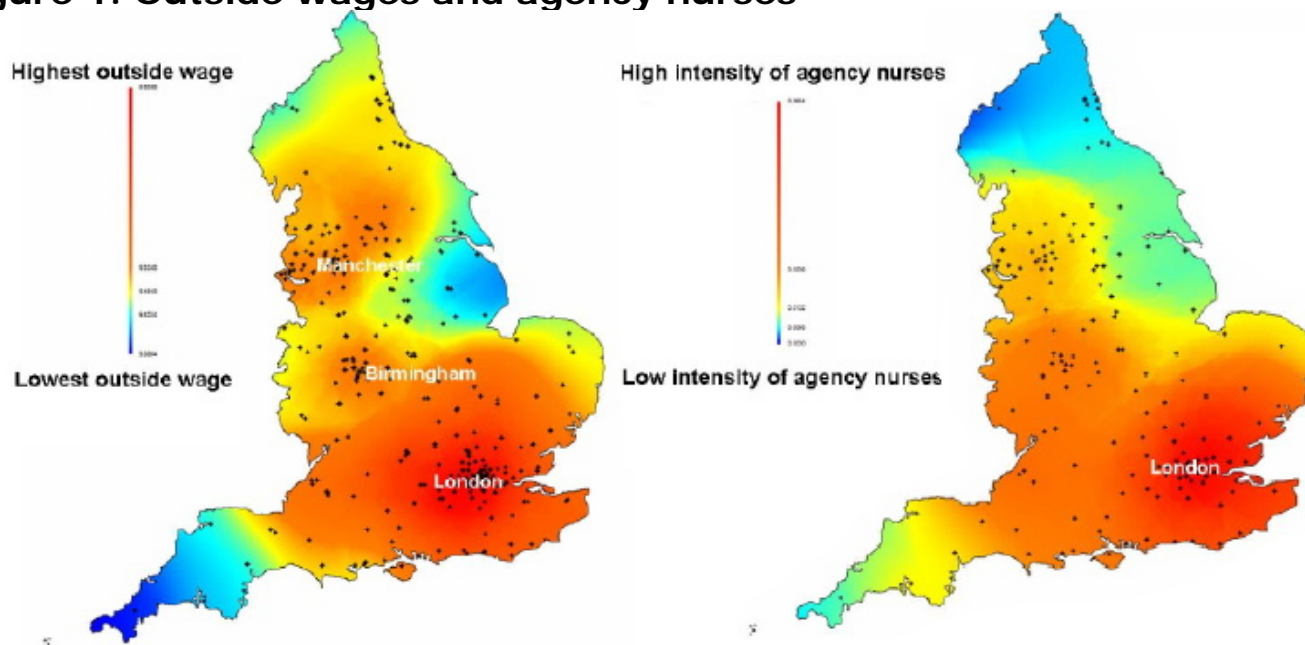 gure 1: Outside wages and agency nurses
Highest outside wage
Lowest outside wage
Manchester
Birmingham
London
High intensity of agency nurses
Low intensity of agency nurses
London